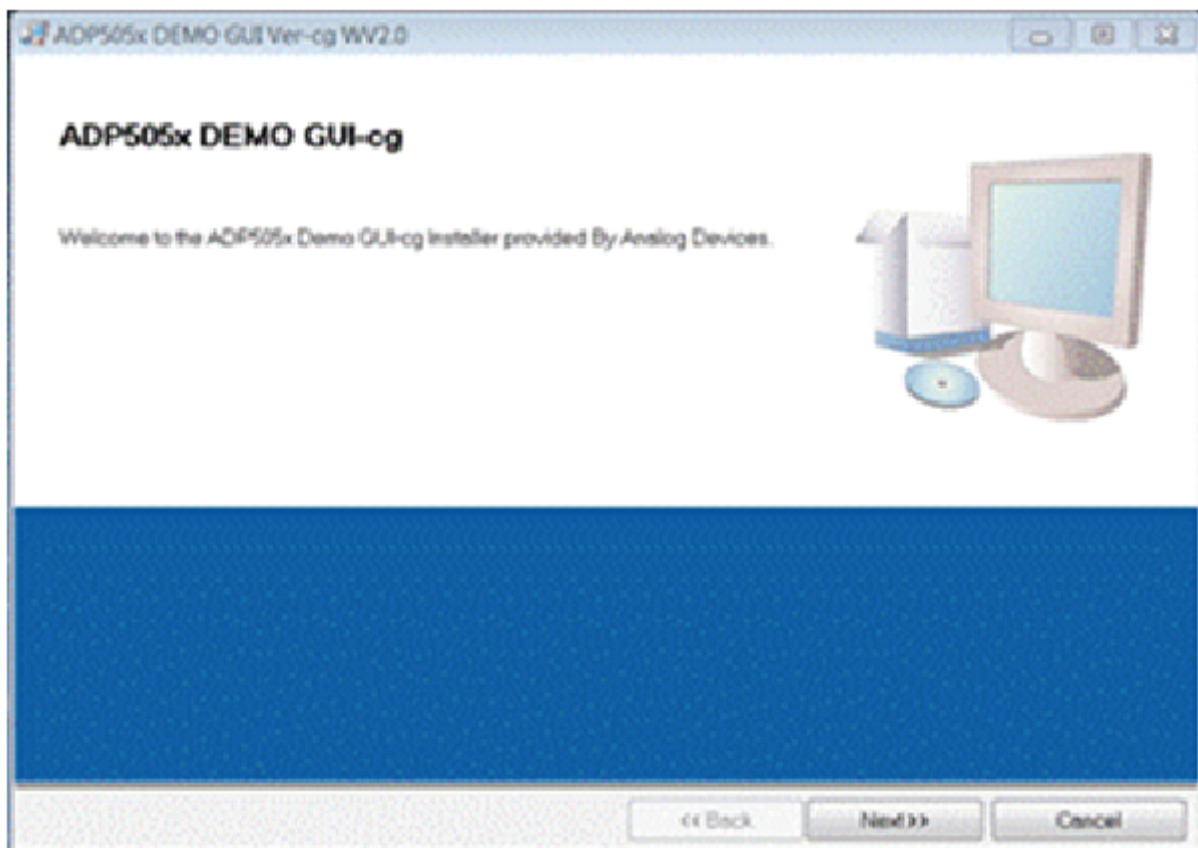 ADP505x DEMO GUI Ver-cg WV2.0
ADP505x DEMO GUI-cg
Welcome to the ADP505x Demo GUI-cg Installer provided By Analog Devices.
<< Back
Next >>
Cancel